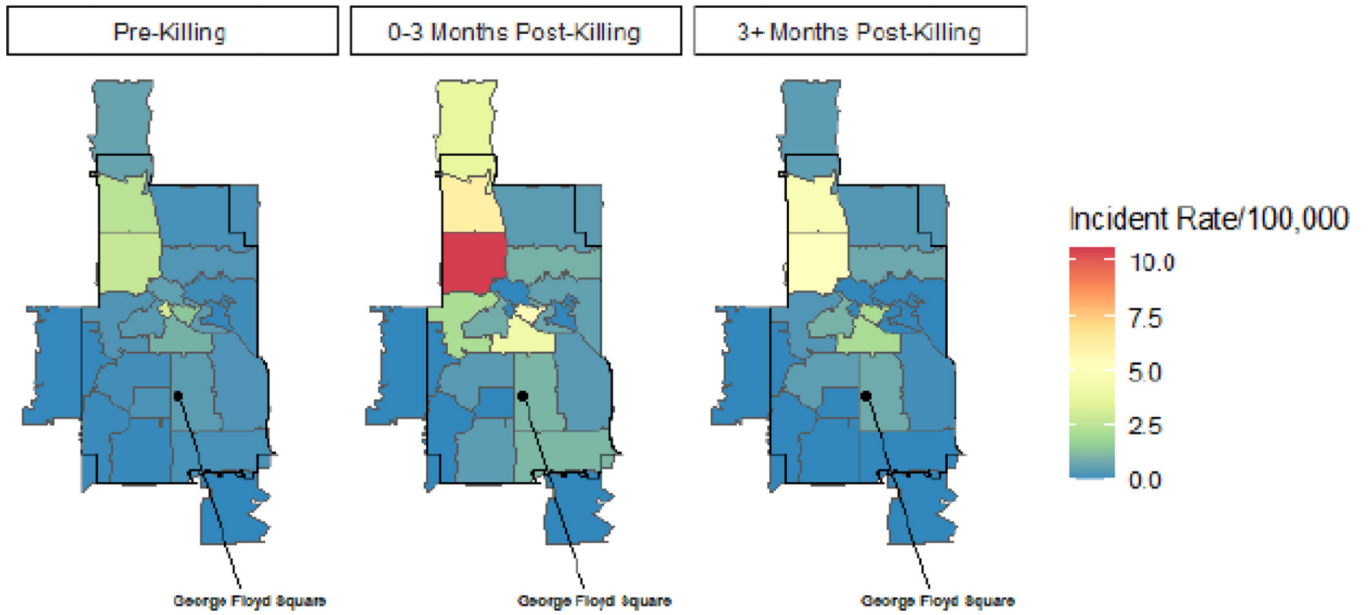 Pre-Killing
0-3 Months Post-Killing
3+ Months Post-Killing
Incident Rate/100,000
10.0
7.5
5.0
2.5
0.0
George Floyd Square
George Floyd Square
George Floyd Square